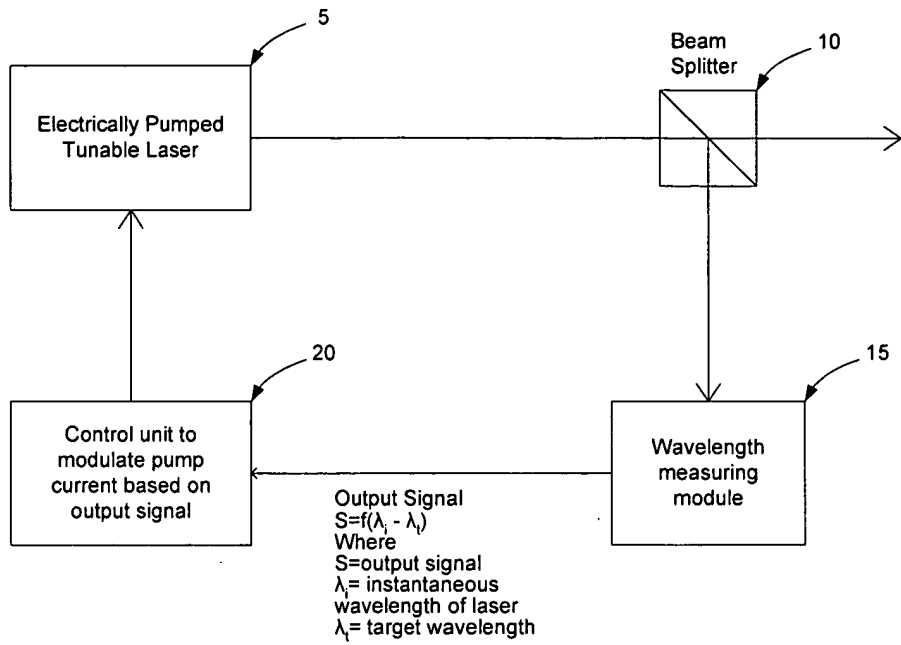 5
Electrically Pumped
Tunable Laser
Beam
Splitter
10
20
Control unit to
modulate pump
current based on
output signal
15
Wavelength
measuring
module
Output Signal
S=f(λi - λt)
Where
S=output signal
λi= instantaneous
wavelength of laser
λt= target wavelength